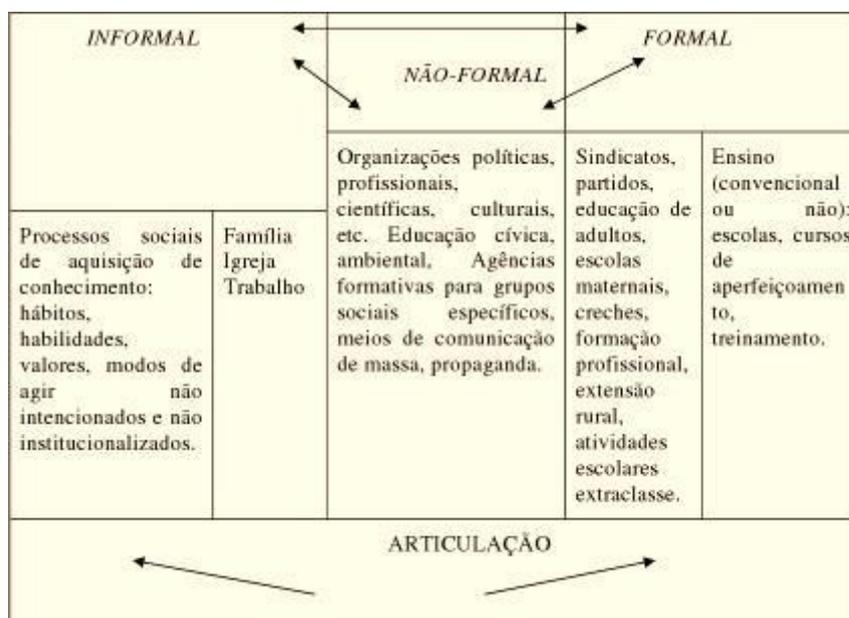 INFORMAL
FORMAL
NÃO-FORMAL
Processos sociais
de aquisição de
conhecimento:
hábitos,
habilidades,
valores, modos de
agir não
intencionados e não
institucionalizados.
Família
Igreja
Trabalho
Organizações políticas,
profissionais,
científicas, culturais,
etc. Educação cívica,
ambiental, Agências
formativas para grupos
sociais específicos,
meios de comunicação
de massa, propaganda.
Sindicatos,
partidos,
educação de
adultos,
escolas
maternais,
creches,
formação
profissional,
extensão
rural,
atividades
escolares
extraclasse.
Ensino
(convencional
ou não):
escolas, cursos
de
aperfeiçoamen
to,
treinamento.
ARTICULAÇÃO